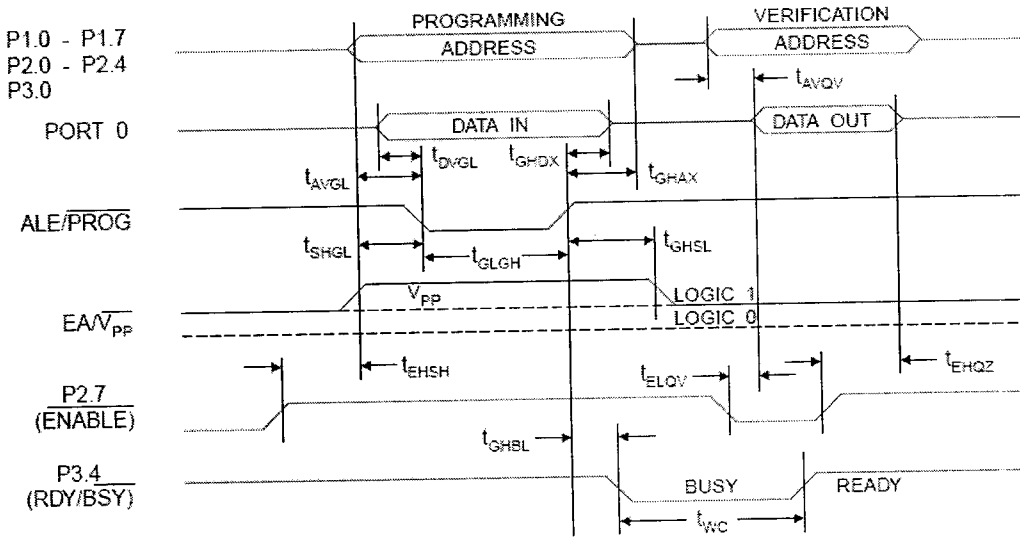 PROGRAMMING
VERIFICATION
P1.0 - P1.7
P2.0 - P2.4
P3.0
ADDRESS
ADDRESS
tAVQV
PORT 0
DATA IN
DATA OUT
tDVGL
tGHDX
tAVGL
tGHAX
ALE/PROG
tSHGL
tGLGH
tGHSL
VPP
LOGIC 1
LOGIC 0
EA/VPP
tEHSH
tELQV
tEHQZ
P2.7
(ENABLE)
tGHBL
P3.4
(RDY/BSY)
BUSY
READY
tWC